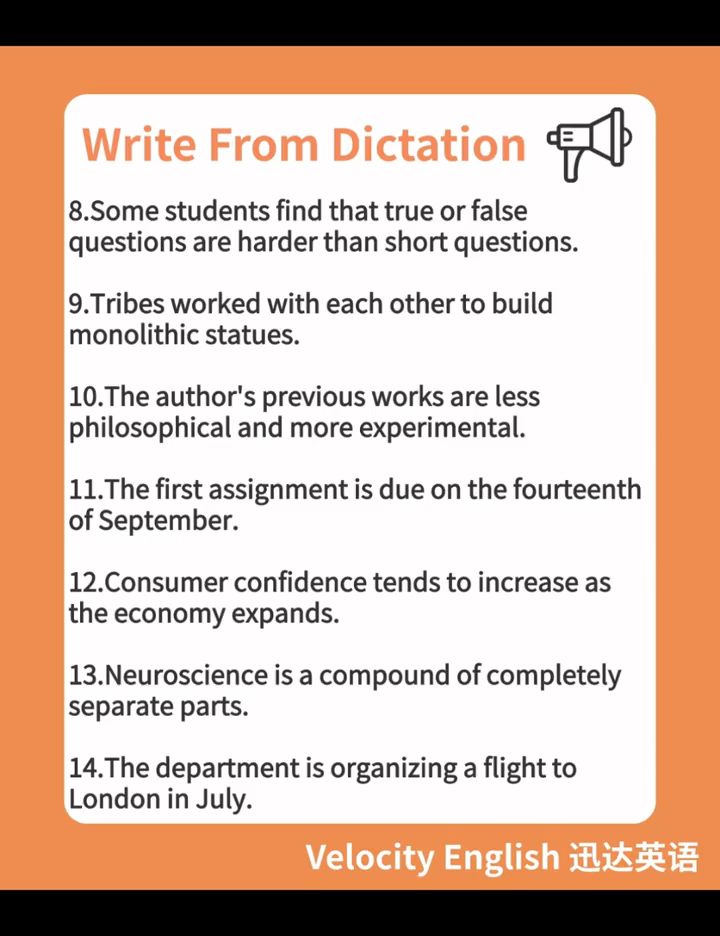 Write From Dictation
8.Some students find that true or false
questions are harder than short questions.
9.Tribes worked with each other to build
monolithic statues.
10.The author's previous works are less
philosophical and more experimental.
11.The first assignment is due on the fourteenth
of September.
12.Consumer confidence tends to increase as
the economy expands.
13.Neuroscience is a compound of completely
separate parts.
14.The department is organizing a flight to
London in July.
Velocity English 迅达英语